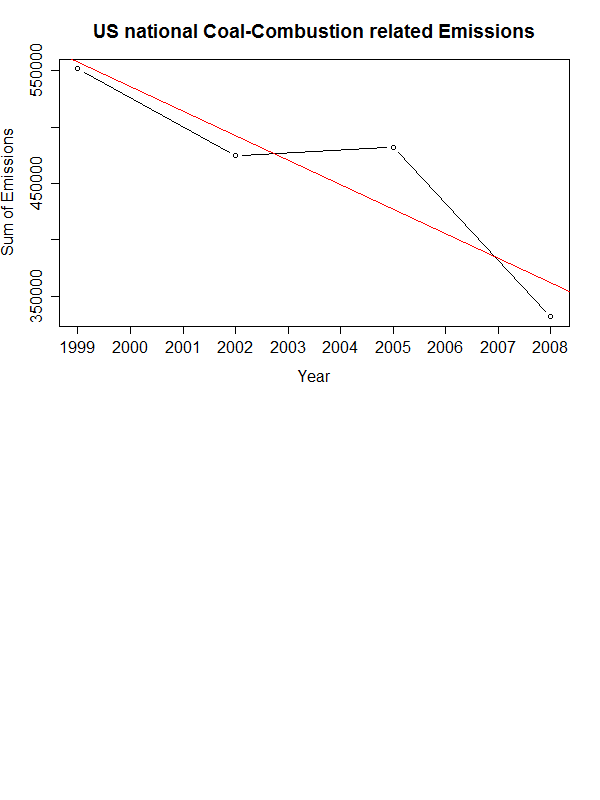 US national Coal-Combustion related Emissions
Sum of Emissions
550000
450000
350000
1999 2000 2001 2002 2003 2004 2005 2006 2007 2008
Year